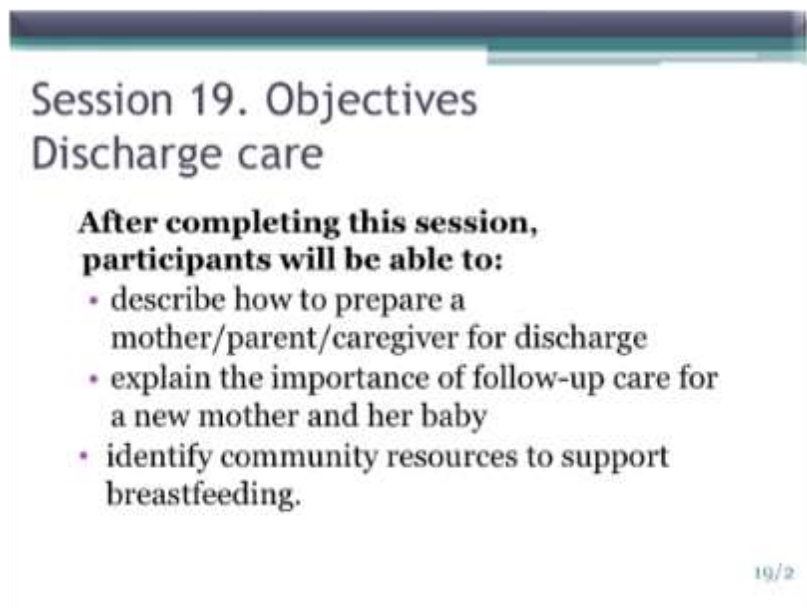 Session 19. Objectives
Discharge care
After completing this session,
participants will be able to:
• describe how to prepare a
mother/parent/caregiver for discharge
• explain the importance of follow-up care for
a new mother and her baby
• identify community resources to support
breastfeeding.
19/2